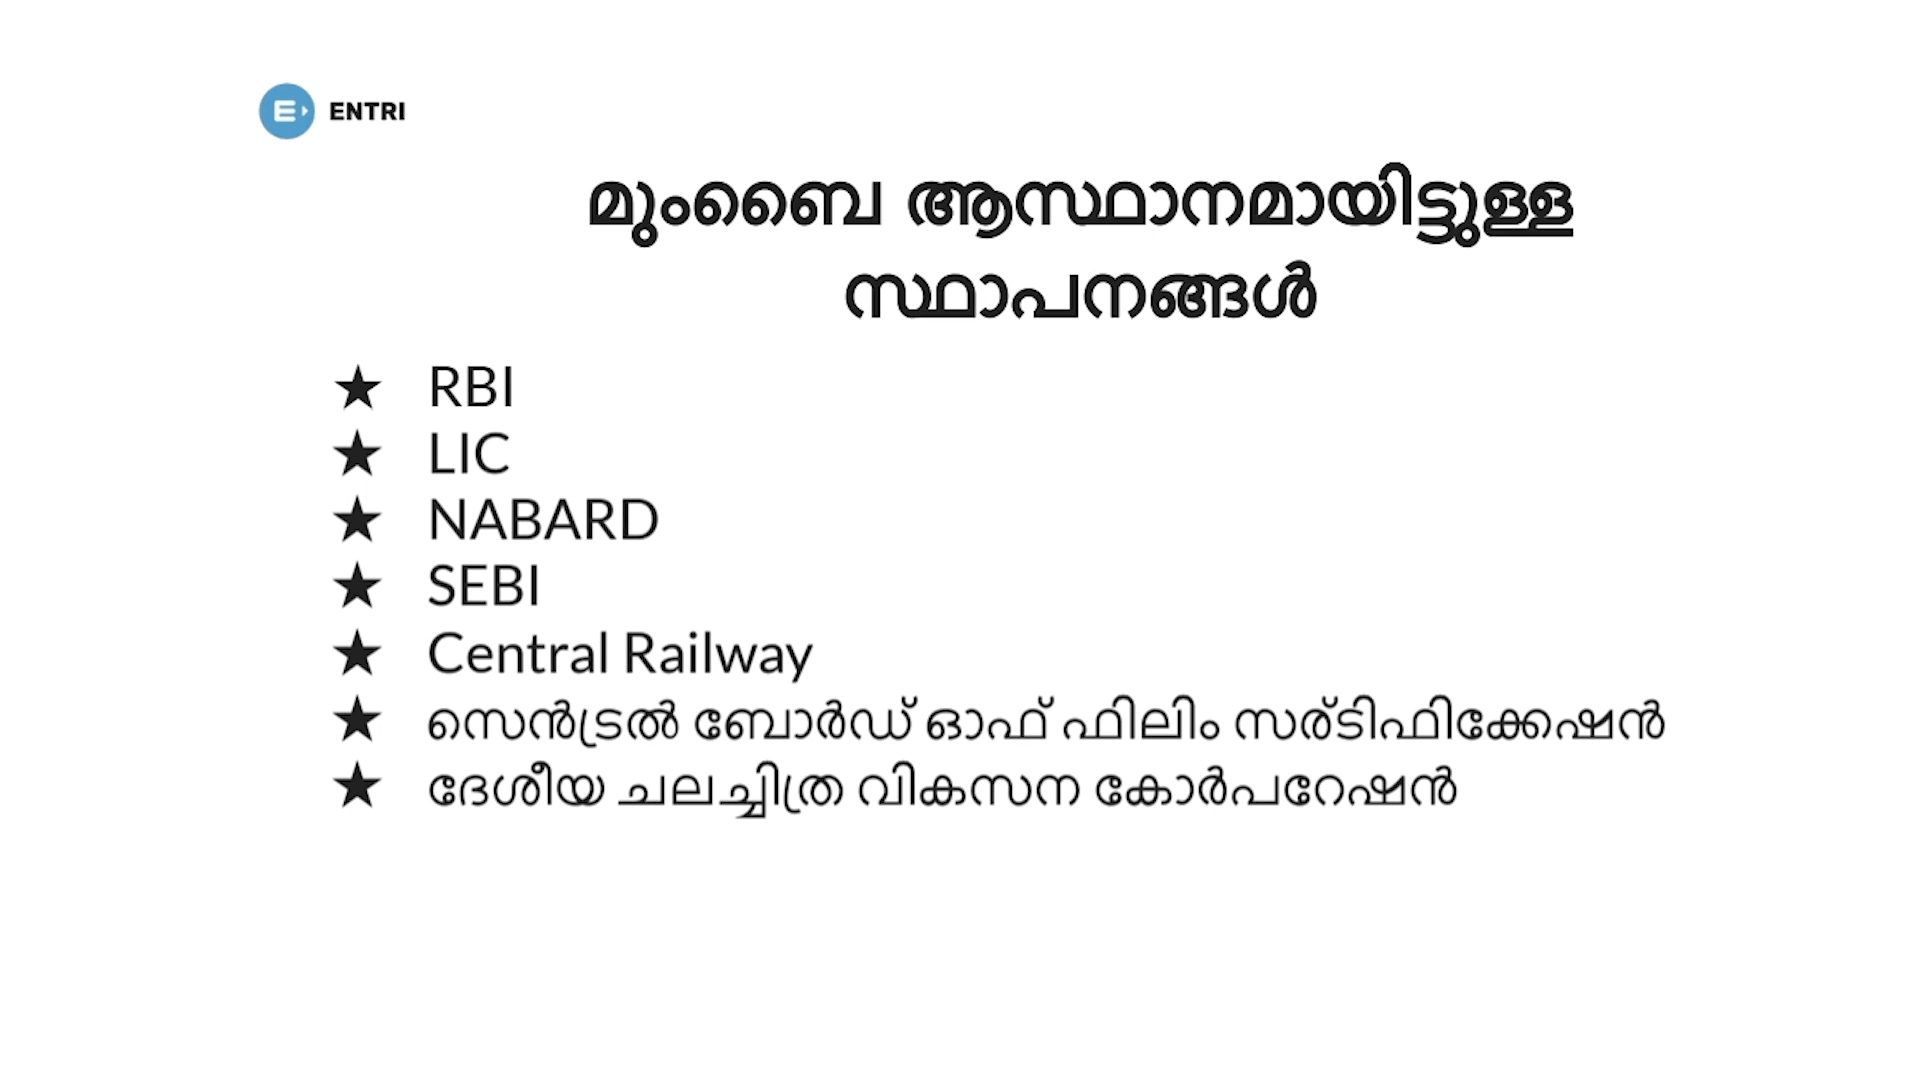 ENTRI
മുംബൈ ആസ്ഥാനമായിട്ടുള്ള
സ്ഥാപനങ്ങൾ
★ RBI
★ LIC
★ NABARD
★ SEBI
★ Central Railway
★ സെൻട്രൽ ബോർഡ് ഓഫ് ഫിലിം സര്ടിഫിക്കേഷൻ
★ ദേശീയ ചലച്ചിത്ര വികസന കോർപറേഷൻ